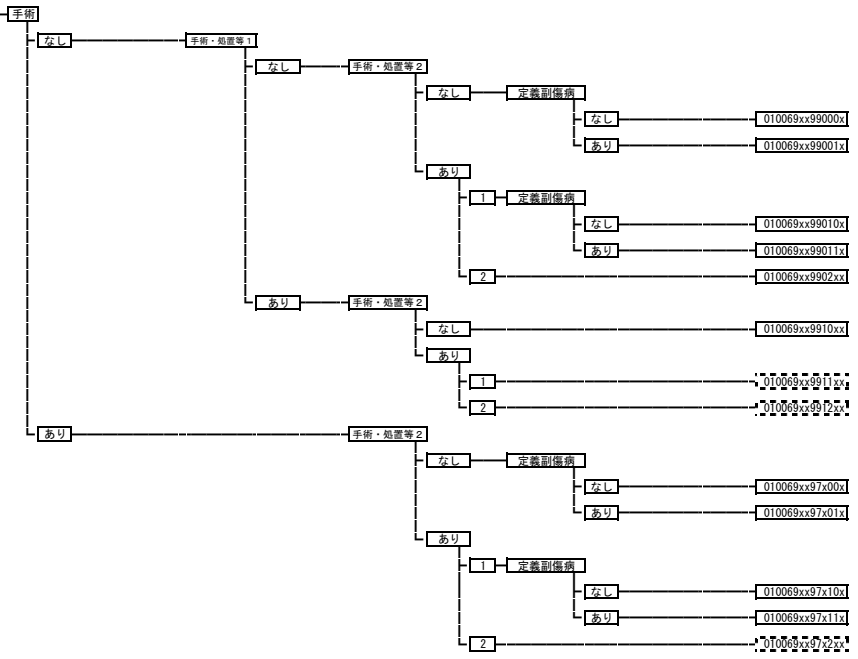 手術
なし 手術・処置等１
なし 手術・処置等２
なし 定義副傷病
なし 010069xx99000x
あり 010069xx99001x
あり
1 定義副傷病
なし 010069xx99010x
あり 010069xx99011x
2 010069xx9902xx
あり 手術・処置等２
なし 010069xx9910xx
あり
1 010069xx9911xx
2 010069xx9912xx
あり 手術・処置等２
なし 定義副傷病
なし 010069xx97x00x
あり 010069xx97x01x
あり
1 定義副傷病
なし 010069xx97x10x
あり 010069xx97x11x
2 010069xx97x2xx